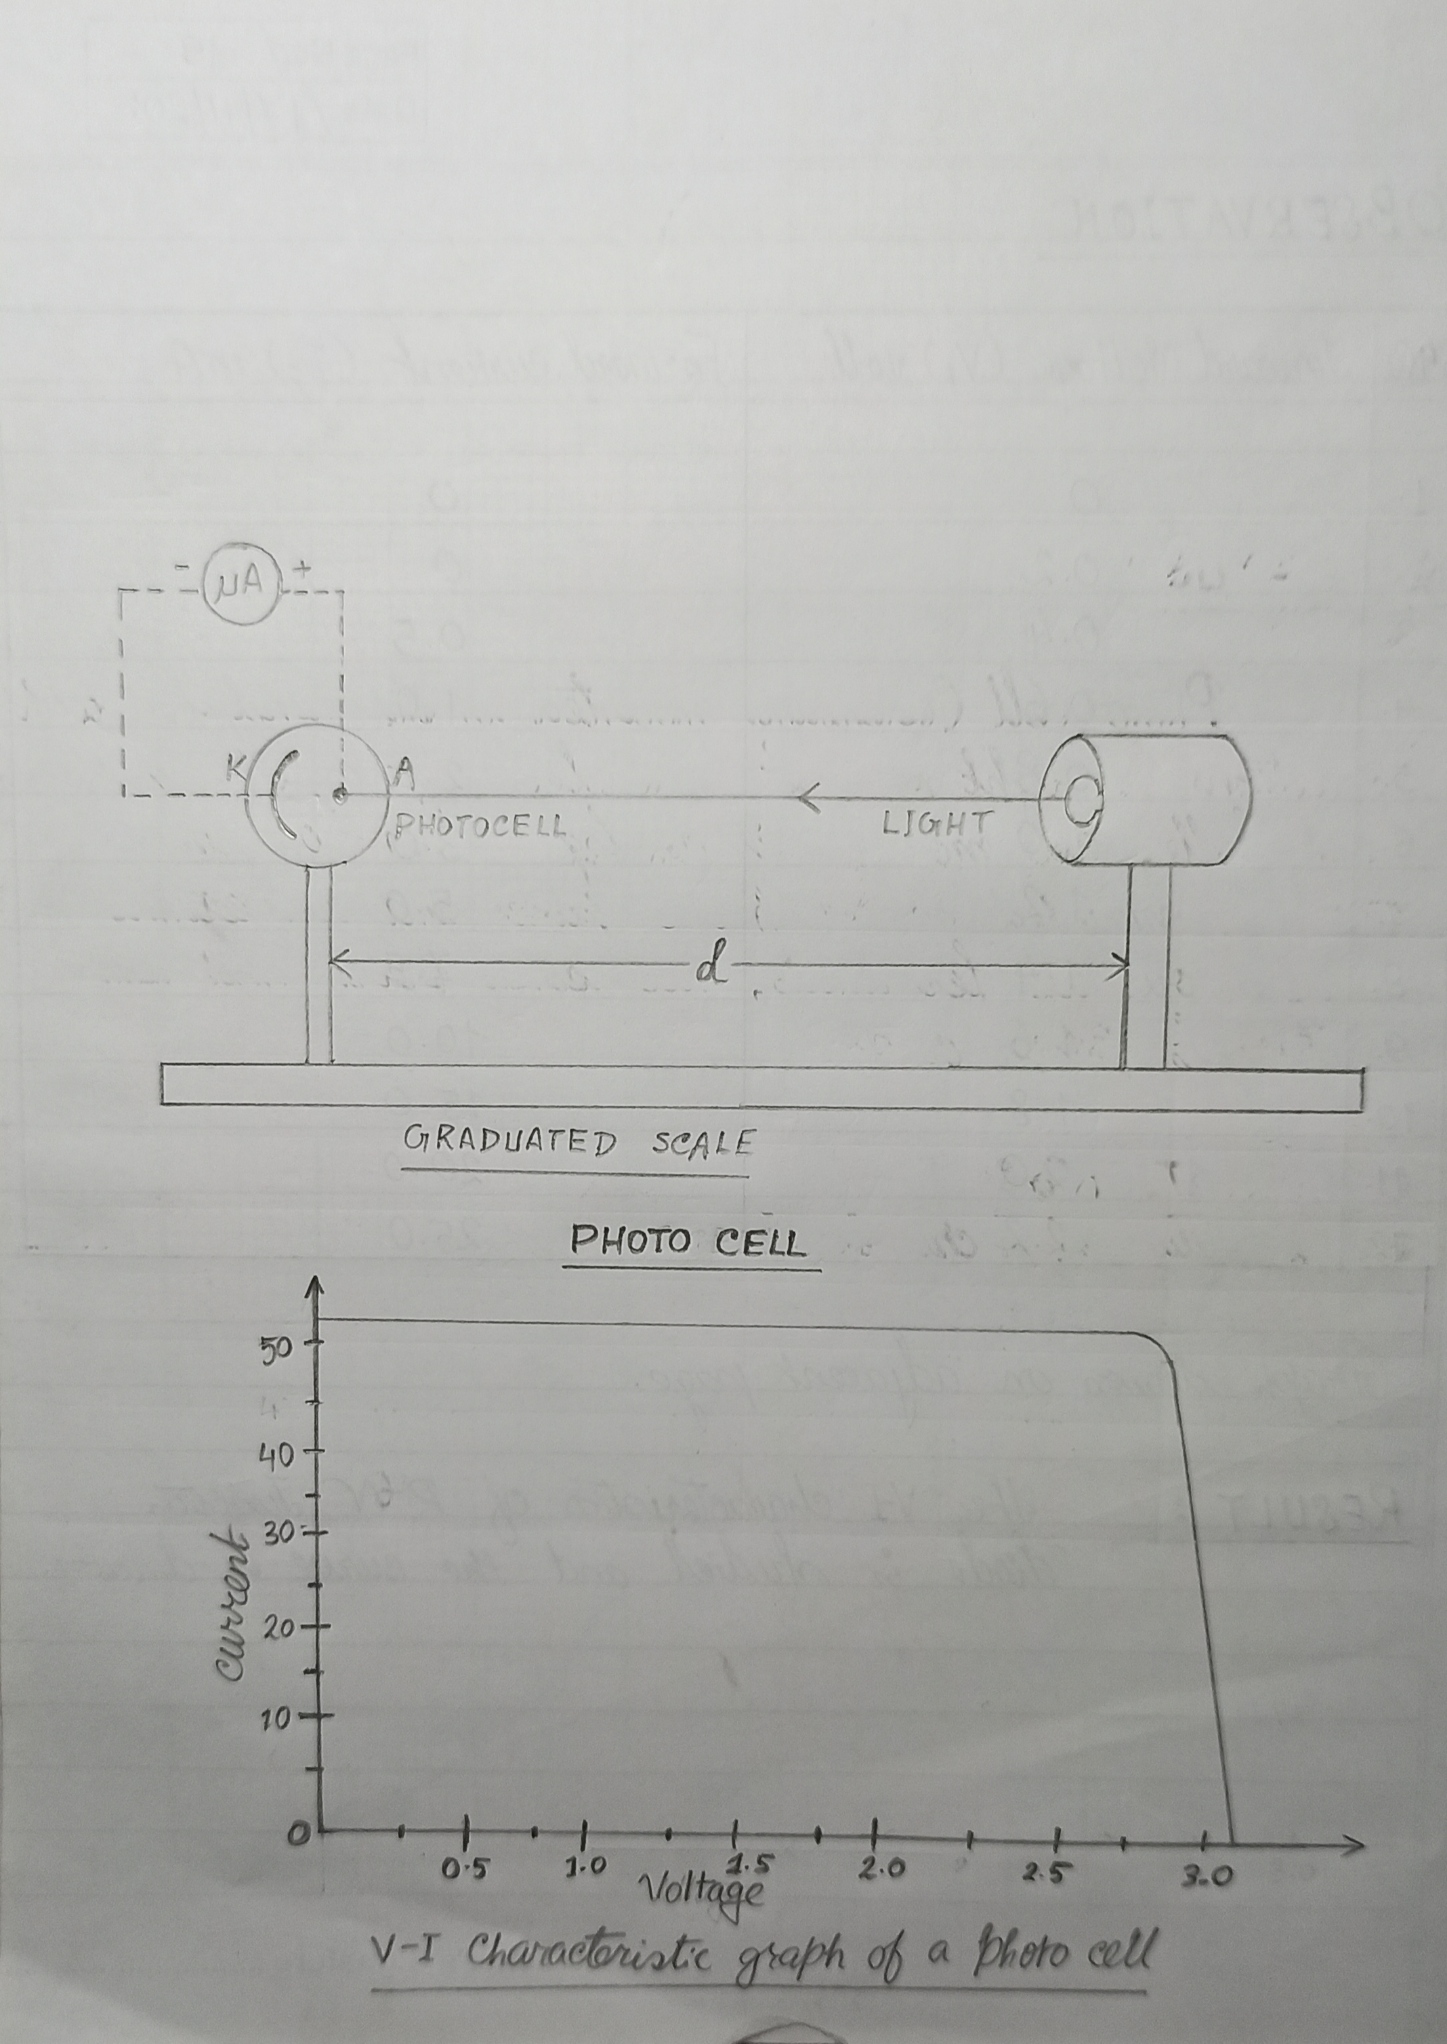 - μA +
K A
PHOTOCELL LIGHT
d
GRADUATED SCALE
PHOTO CELL
50
40
30
20
10
0
current
0.5 1.0 1.5 2.0 2.5 3.0
Voltage
V-I Characteristic graph of a photo cell